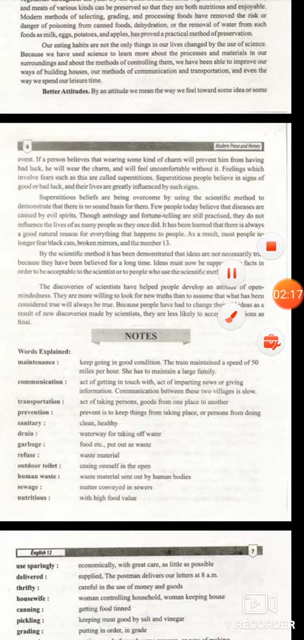 and meats of various kinds can be preserved so that they are both nutritious and enjoyable.
Modern methods of selecting, grading, and processing foods have removed the risk or
danger of poisoning from canned foods, dehydration, or the removal of water from such
foods as milk, eggs, potatoes, and apples, has proved a practical method of preservation.
Our eating habits are not the only things in our lives changed by the use of science.
Because we have used science to learn more about the processes and materials in our
surroundings and about the methods of controlling them, we have been able to improve our
ways of building houses, our methods of communication and transportation, and even the
way we spend our leisure time.
Better Attitudes. By an attitude we mean the way we feel toward some idea or some
6
Modern Prose and Heroes
event. If a person believes that wearing some kind of charm will prevent him from having
bad luck, he will wear the charm, and will feel uncomfortable without it. Feelings which
involve fears such as this are called superstitions. Superstitious people believe in signs
of good or bad luck, and their lives are greatly influenced by such signs.
Superstitious beliefs are being overcome by using the scientific method to
demonstrate that there is no sound basis for them. Few people today believe that diseases are
caused by evil spirits. Though astrology and fortune-telling are still practised, they do not
influence the lives of as many people as they once did. It has been learned that there is always
a good natural reason for everything that happens to people. As a result, most people no
longer fear black cats, broken mirrors, and the number 13.
By the scientific method it has been demonstrated that ideas are not necessarily true
because they have been believed for a long time. Ideas must now be facts in
order to be acceptable to the scientist or to people who use the scientific
The discoveries of scientists have helped people develop an of open-
mindedness. They are more willing to look for new truths than to assume that what has been
considered true will always be true. Because people have had to change ideas as a
result of new discoveries made by scientists, they are less likely to as
final.
NOTES
Words Explained:
maintenance : keep going in good condition. The train maintained a speed of 50
miles per hour. She has to maintain a large family.
communication : act of getting in touch with, act of imparting news or giving
information. Communication between these two villages is slow.
transportation : act of taking persons, goods from one place to another
prevention : prevent is to keep things from taking place, or persons from doing
sanitary : clean, healthy
drain : waterway for taking off water
garbage : food etc., put out as waste
refuse : waste material
outdoor toilet : easing oneself in the open
human waste : waste material sent out by human bodies
sewage : matter conveyed in sewers
nutritious : with high food value
English 12
7
use sparingly : economically, with great care, as little as possible
delivered : supplied, The postman delivers our letters at 8 a.m.
thrifty : careful in the use of money and goods
housewife : woman controlling household, woman keeping house
canning : getting food tinned
pickling : keeping meat good by salt and vinegar
grading : putting in order, in grade
02:17
RECORDER